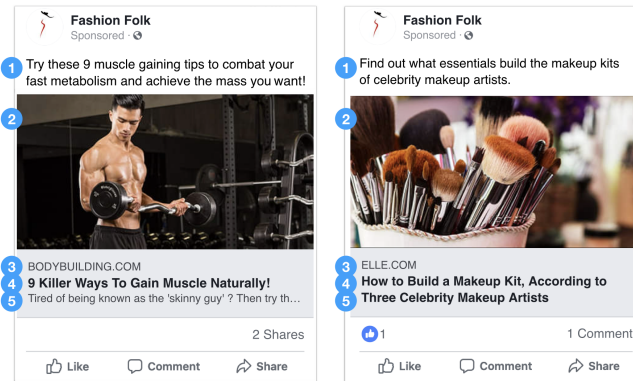 Fashion Folk
Sponsored ·
1 Try these 9 muscle gaining tips to combat your
fast metabolism and achieve the mass you want!
2
3 BODYBUILDING.COM
4 9 Killer Ways To Gain Muscle Naturally!
5 Tired of being known as the 'skinny guy' ? Then try th...
2 Shares
Like Comment Share
Fashion Folk
Sponsored ·
1 Find out what essentials build the makeup kits
of celebrity makeup artists.
2
3 ELLE.COM
4 How to Build a Makeup Kit, According to
5 Three Celebrity Makeup Artists
1 1 Comment
Like Comment Share